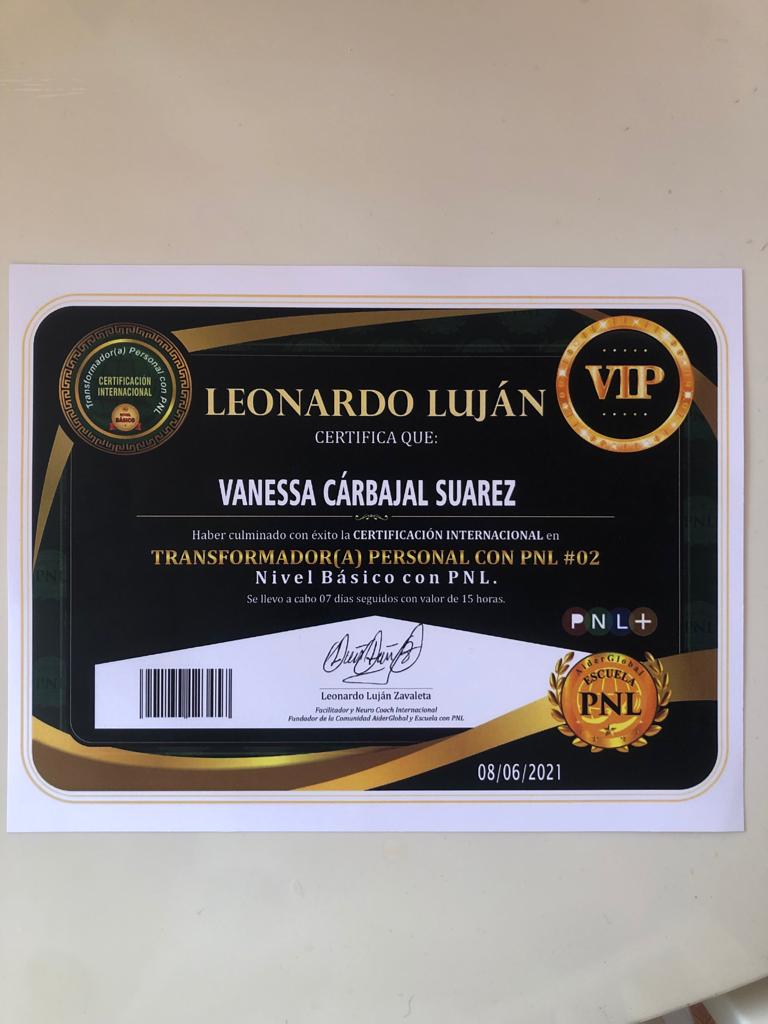 Transformador(a) Personal con PNL
CERTIFICACIÓN
INTERNACIONAL
NIVEL
BÁSICO
VIP
LEONARDO LUJÁN
CERTIFICA QUE:
VANESSA CÁRBAJAL SUAREZ
Haber culminado con éxito la CERTIFICACIÓN INTERNACIONAL en
TRANSFORMADOR(A) PERSONAL CON PNL #02
Nivel Básico con PNL.
Se llevo a cabo 07 dias seguidos con valor de 15 horas.
PNL+
Leonardo Luján Zavaleta
Facilitador y Neuro Coach Internacional
Fundador de la Comunidad AiderGlobal y Escuela con PNL
AiderGlobal
ESCUELA
PNL
08/06/2021